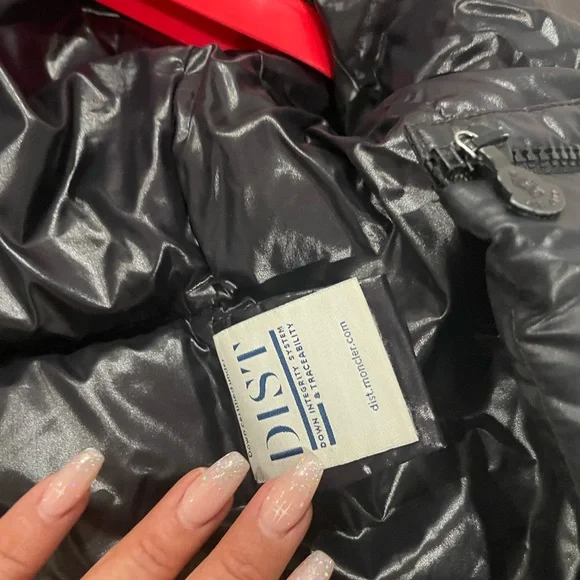 DIST
DOWN INTEGRITY SYSTEM
& TRACEABILITY
dist.moncler.com